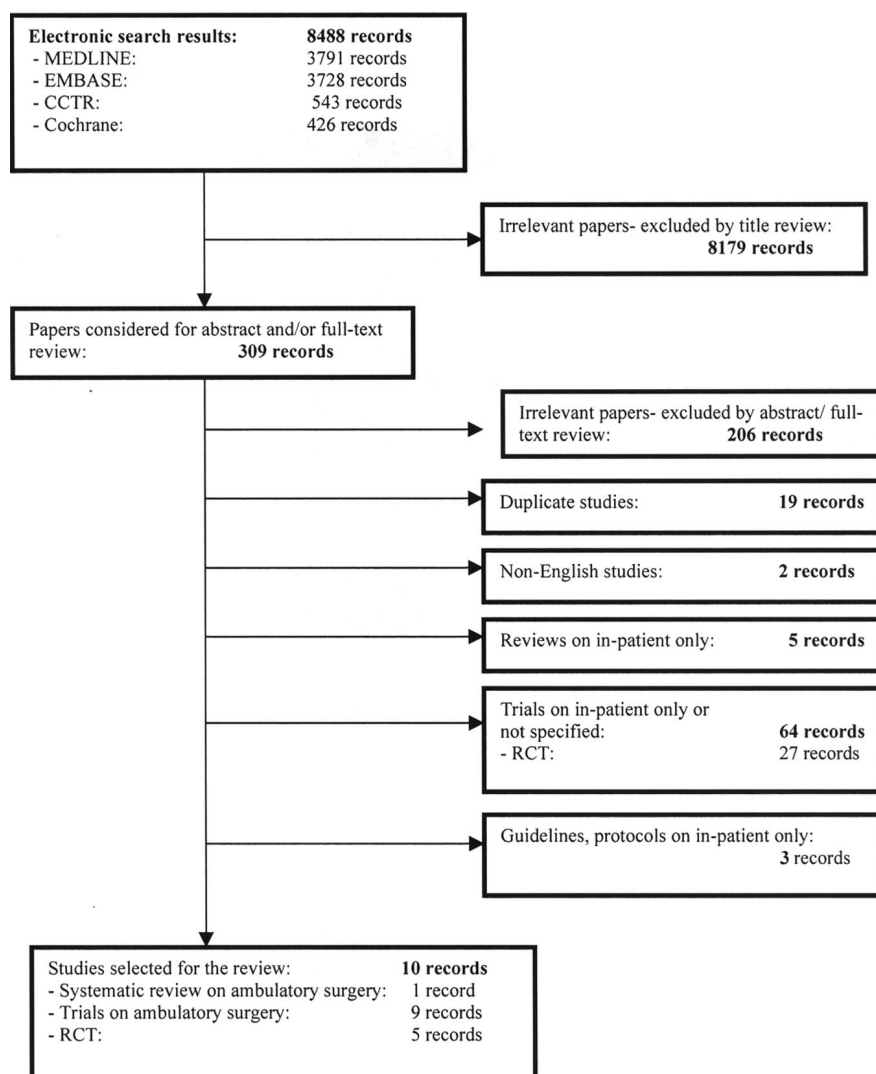 Electronic search results: 8488 records
- MEDLINE: 3791 records
- EMBASE: 3728 records
- CCTR: 543 records
- Cochrane: 426 records
Irrelevant papers- excluded by title review:
8179 records
Papers considered for abstract and/or full-text
review: 309 records
Irrelevant papers- excluded by abstract/ full-
text review: 206 records
Duplicate studies: 19 records
Non-English studies: 2 records
Reviews on in-patient only: 5 records
Trials on in-patient only or
not specified: 64 records
- RCT: 27 records
Guidelines, protocols on in-patient only:
3 records
Studies selected for the review: 10 records
- Systematic review on ambulatory surgery: 1 record
- Trials on ambulatory surgery: 9 records
- RCT: 5 records